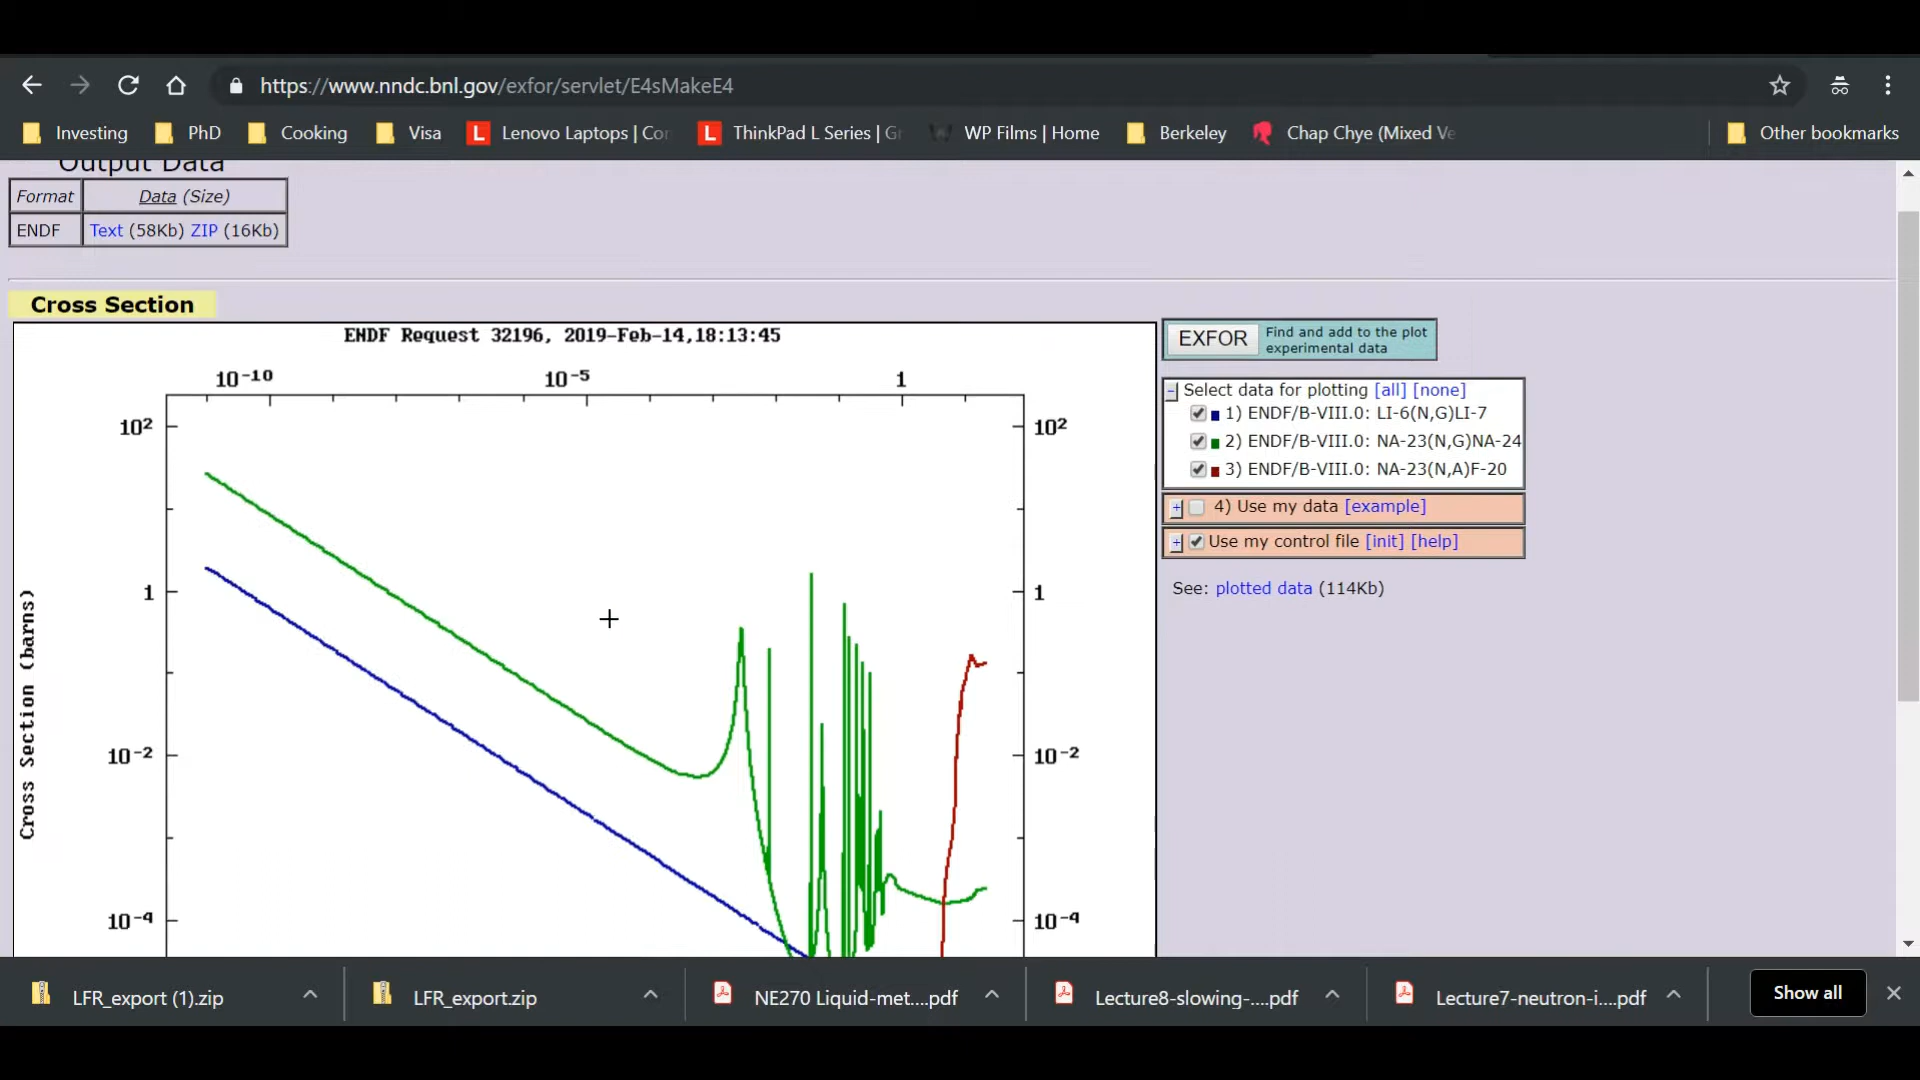 https://www.nndc.bnl.gov/exfor/servlet/E4sMakeE4
Investing PhD Cooking Visa Lenovo Laptops | Cor ThinkPad L Series | Gr WP Films | Home Berkeley Chap Chye (Mixed Ve Other bookmarks
Output Data
Format Data (Size)
ENDF Text (58Kb) ZIP (16Kb)
Cross Section
ENDF Request 32196, 2019-Feb-14,18:13:45
10⁻¹⁰ 10⁻⁵ 1
10² 10²
1 1
10⁻² 10⁻²
10⁻⁴ 10⁻⁴
Cross Section (barns)
EXFOR Find and add to the plot
experimental data
Select data for plotting [all] [none]
1) ENDF/B-VIII.0: LI-6(N,G)LI-7
2) ENDF/B-VIII.0: NA-23(N,G)NA-24
3) ENDF/B-VIII.0: NA-23(N,A)F-20
4) Use my data [example]
Use my control file [init] [help]
See: plotted data (114Kb)
LFR_export (1).zip LFR_export.zip NE270 Liquid-met....pdf Lecture8-slowing-....pdf Lecture7-neutron-i....pdf Show all